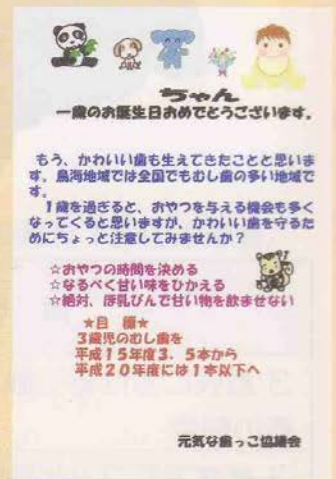 ちゃん
一歳のお誕生日おめでとうございます。
もう、かわいい歯も生えてきたことと思いま
す。鳥海地域では全国でもむし歯の多い地域で
す。
1歳を過ぎると、おやつを与える機会も多く
なってくると思いますが、かわいい歯を守るた
めにちょっと注意してみませんか?
☆おやつの時間を決める
☆なるべく甘い味をひかえる
☆絶対、ほ乳びんで甘い物を飲ませない
★目 標★
3歳児のむし歯を
平成15年度3.5本から
平成20年度には1本以下へ
元気な歯っこ協議会